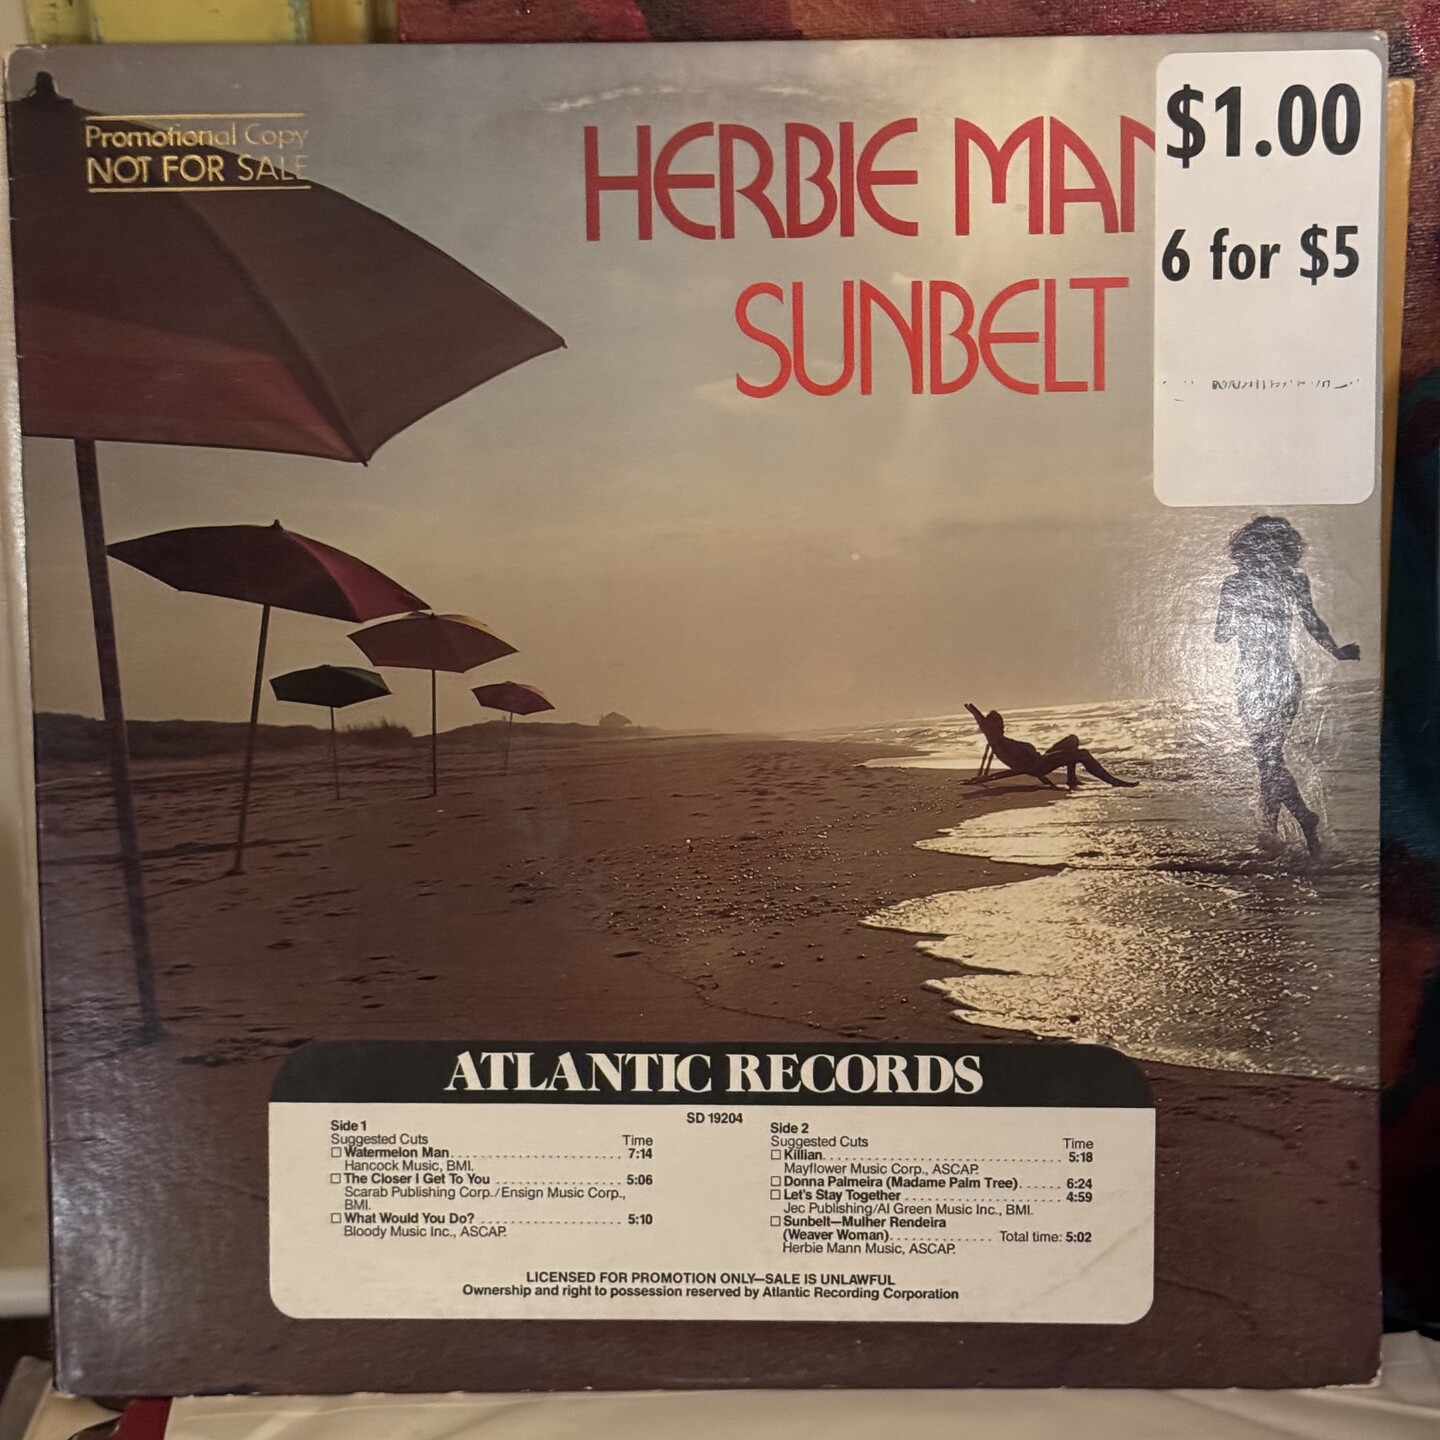 Promotional Copy
NOT FOR SALE
HERBIE MAN
SUNBELT
$1.00
6 for $5
ATLANTIC RECORDS
SD 19204
Side 1
Suggested Cuts Time
Watermelon Man 7:14
Hancock Music, BMI.
The Closer I Get To You 5:06
Scarab Publishing Corp./Ensign Music Corp.,
BMI.
What Would You Do? 5:10
Bloody Music Inc., ASCAP.
Side 2
Suggested Cuts Time
Killian 5:18
Mayflower Music Corp., ASCAP.
Donna Palmeira (Madame Palm Tree) 6:24
Let's Stay Together 4:59
Jec Publishing/Al Green Music Inc., BMI.
Sunbelt—Mulher Rendeira
(Weaver Woman) Total time: 5:02
Herbie Mann Music, ASCAP.
LICENSED FOR PROMOTION ONLY—SALE IS UNLAWFUL
Ownership and right to possession reserved by Atlantic Recording Corporation